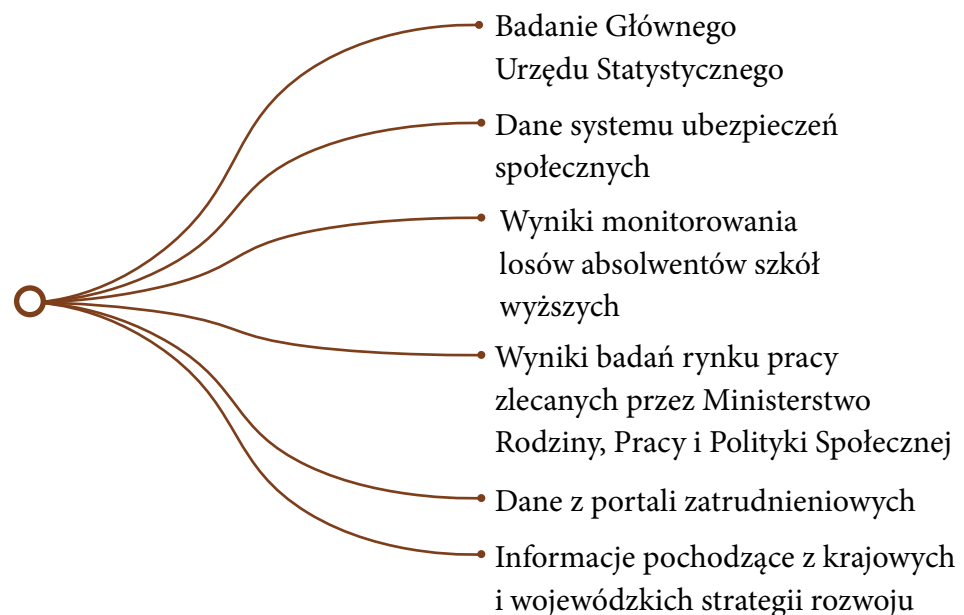 Badanie Głównego
Urzędu Statystycznego
Dane systemu ubezpieczeń
społecznych
Wyniki monitorowania
losów absolwentów szkół
wyższych
Wyniki badań rynku pracy
zlecanych przez Ministerstwo
Rodziny, Pracy i Polityki Społecznej
Dane z portali zatrudnieniowych
Informacje pochodzące z krajowych
i wojewódzkich strategii rozwoju